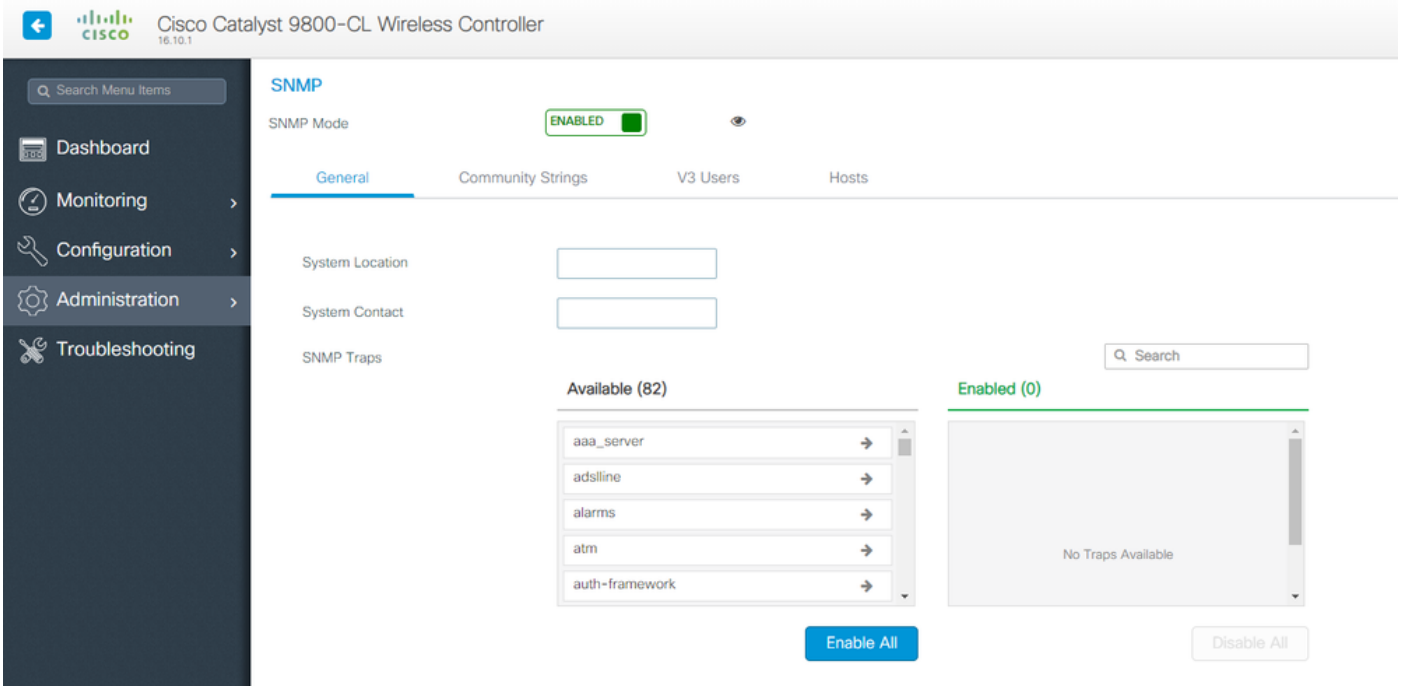 CISCO
Cisco Catalyst 9800-CL Wireless Controller
16.10.1
Search Menu Items
Dashboard
Monitoring
Configuration
Administration
Troubleshooting
SNMP
SNMP Mode
ENABLED
General Community Strings V3 Users Hosts
System Location
System Contact
SNMP Traps
Search
Available (82) Enabled (0)
aaa_server
adslline
alarms
atm
No Traps Available
auth-framework
Enable All Disable All